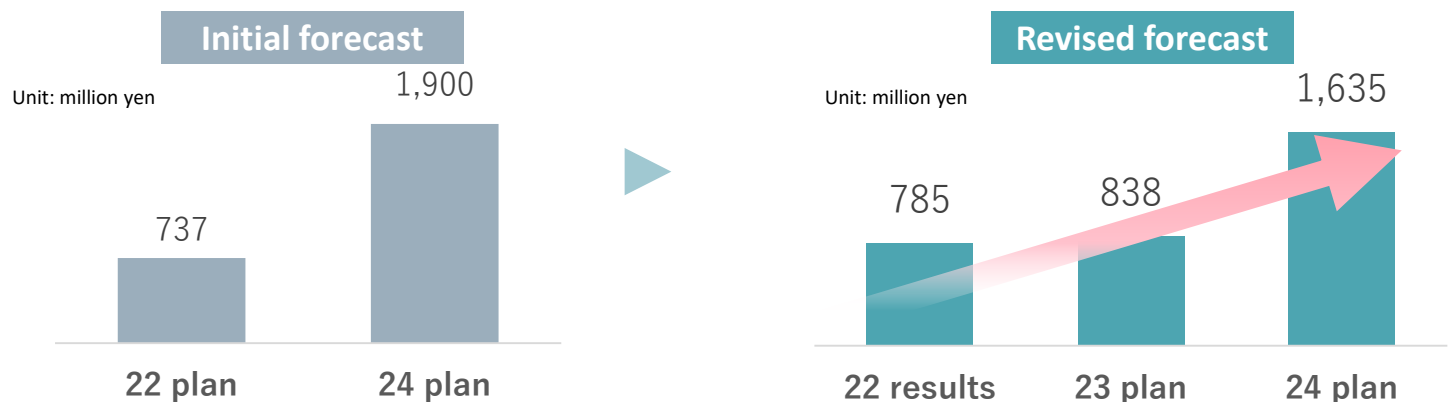 Initial forecast
Unit: million yen
737
1,900
22 plan
24 plan
Revised forecast
Unit: million yen
785
838
1,635
22 results
23 plan
24 plan